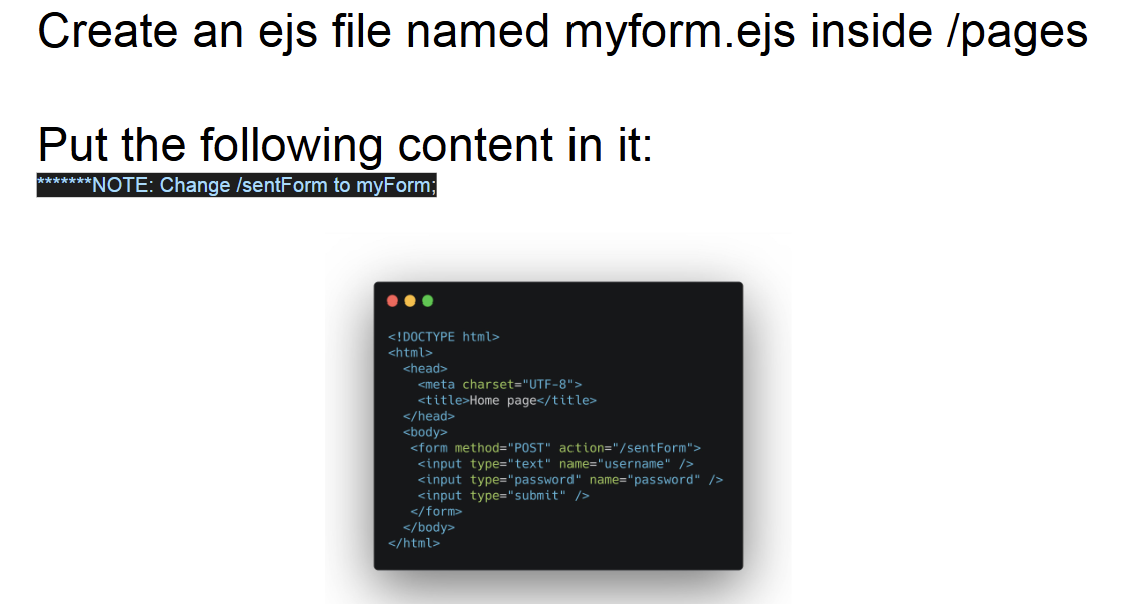 Create an ejs file named myform.ejs inside /pages
Put the following content in it:
*******NOTE: Change /sentForm to myForm;
<!DOCTYPE html>
<html>
  <head>
    <meta charset="UTF-8">
    <title>Home page</title>
  </head>
  <body>
   <form method="POST" action="/sentForm">
    <input type="text" name="username" />
    <input type="password" name="password" />
    <input type="submit" />
   </form>
  </body>
</html>